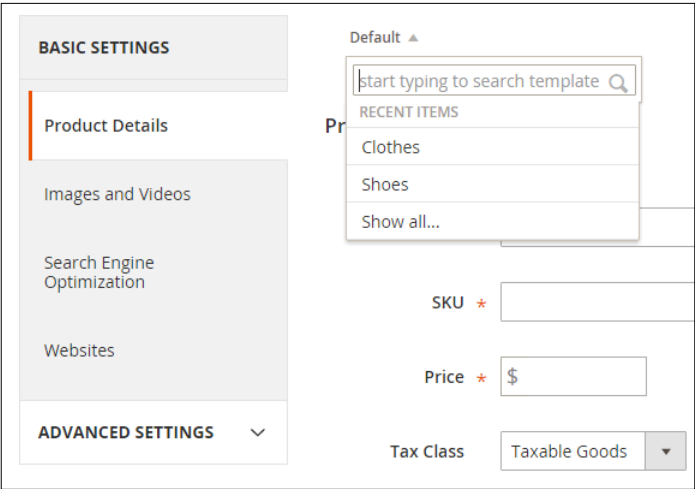 BASIC SETTINGS
Product Details
Images and Videos
Search Engine
Optimization
Websites
ADVANCED SETTINGS
Default
start typing to search template
RECENT ITEMS
Clothes
Shoes
Show all...
Pr
SKU *
Price * $
Tax Class Taxable Goods